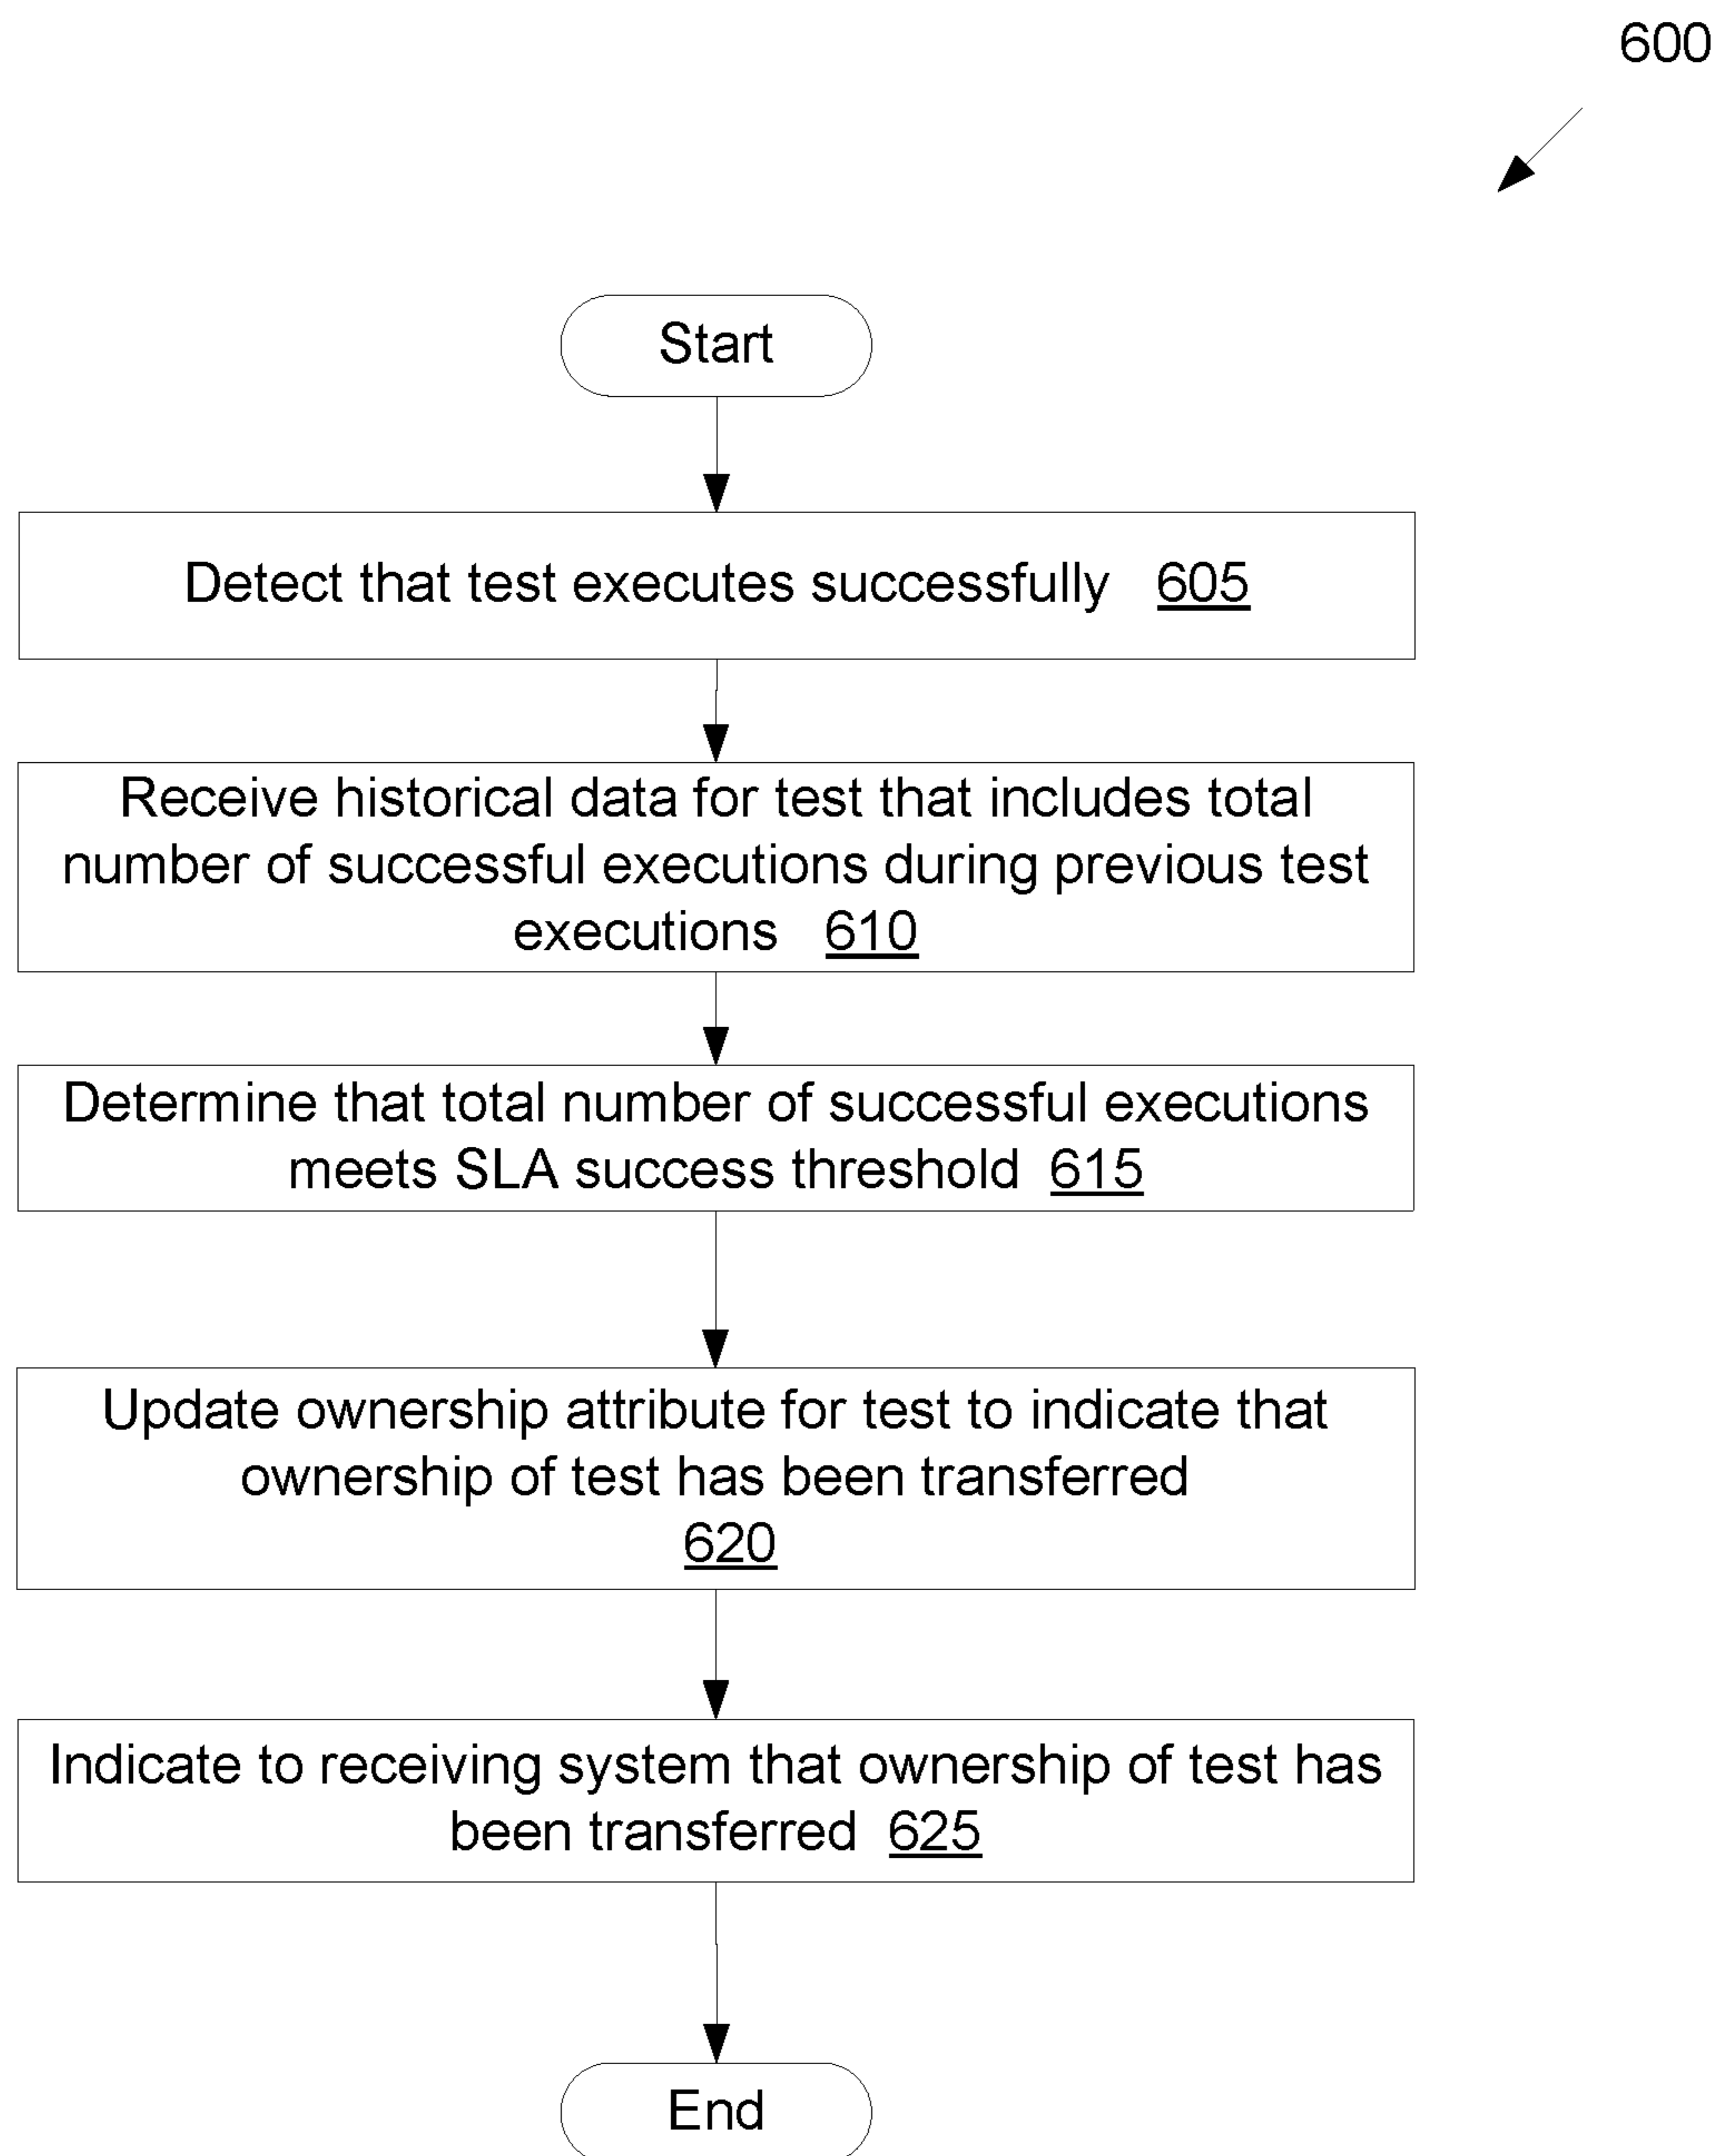 600
Start
Detect that test executes successfully 605
Receive historical data for test that includes total
number of successful executions during previous test
executions 610
Determine that total number of successful executions
meets SLA success threshold 615
Update ownership attribute for test to indicate that
ownership of test has been transferred
620
Indicate to receiving system that ownership of test has
been transferred 625
End